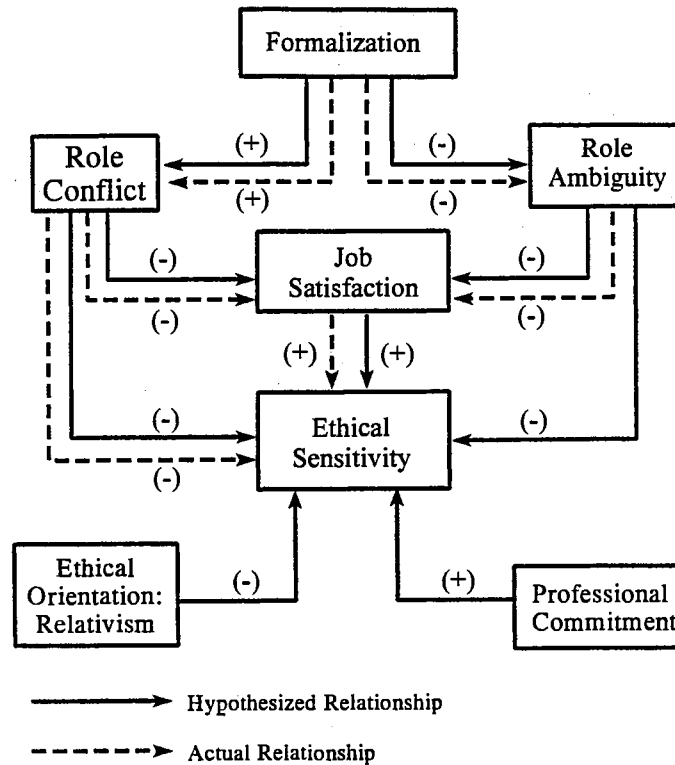 Formalization
(+)
(-)
Role
Conflict
Role
Ambiguity
(+)
(-)
(-)
Job
Satisfaction
(-)
(-)
(-)
(+)
(+)
(-)
Ethical
Sensitivity
(-)
(-)
Ethical
Orientation:
Relativism
(-)
(+)
Professional
Commitment
Hypothesized Relationship
Actual Relationship